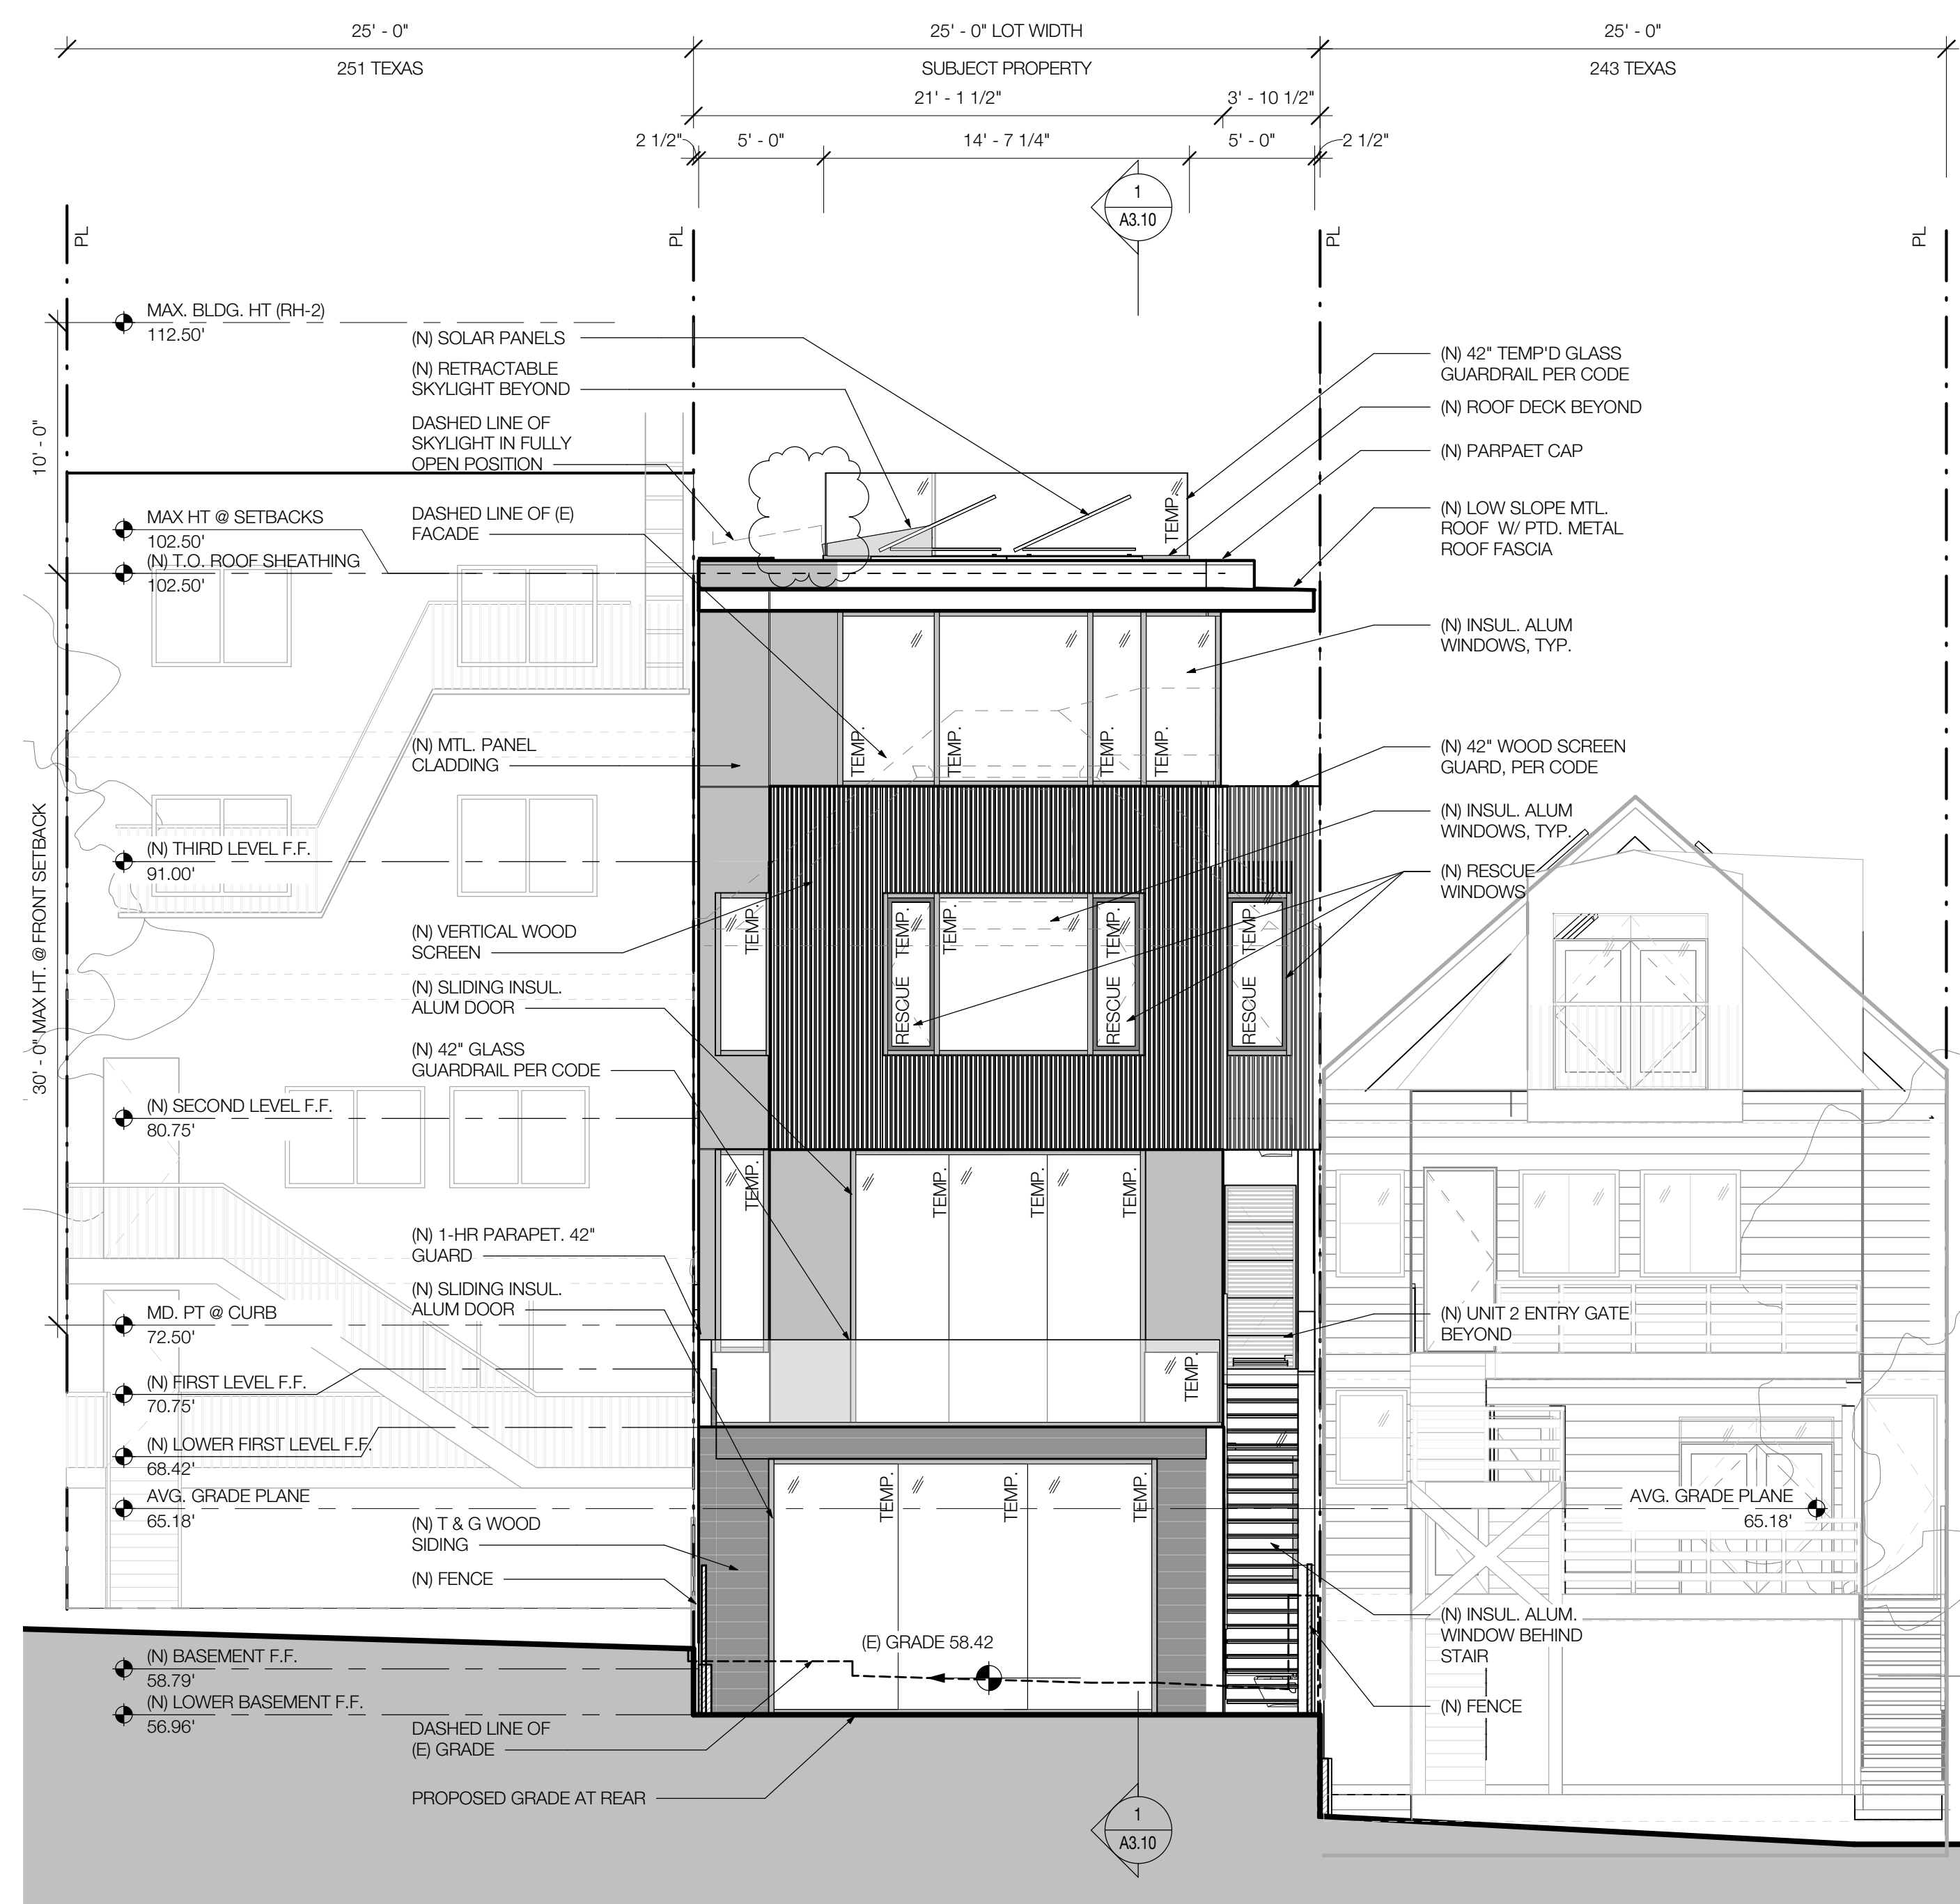 25' - 0"
25' - 0" LOT WIDTH
25' - 0"
251 TEXAS
SUBJECT PROPERTY
243 TEXAS
21' - 1 1/2"
3' - 10 1/2"
2 1/2"
5' - 0"
14' - 7 1/4"
5' - 0"
2 1/2"
1
A3.10
PL
PL
PL
PL
MAX. BLDG. HT (RH-2)
112.50'
10' - 0"
MAX HT @ SETBACKS
102.50'
(N) T.O. ROOF SHEATHING
102.50'
30' - 0" MAX HT. @ FRONT SETBACK
(N) THIRD LEVEL F.F.
91.00'
(N) SECOND LEVEL F.F.
80.75'
MD. PT @ CURB
72.50'
(N) FIRST LEVEL F.F.
70.75'
(N) LOWER FIRST LEVEL F.F.
68.42'
AVG. GRADE PLANE
65.18'
(N) BASEMENT F.F.
58.79'
(N) LOWER BASEMENT F.F.
56.96'
(N) SOLAR PANELS
(N) RETRACTABLE
SKYLIGHT BEYOND
DASHED LINE OF
SKYLIGHT IN FULLY
OPEN POSITION
DASHED LINE OF (E)
FACADE
(N) MTL. PANEL
CLADDING
(N) VERTICAL WOOD
SCREEN
(N) SLIDING INSUL.
ALUM DOOR
(N) 42" GLASS
GUARDRAIL PER CODE
(N) 1-HR PARAPET. 42"
GUARD
(N) SLIDING INSUL.
ALUM DOOR
(N) T & G WOOD
SIDING
(N) FENCE
DASHED LINE OF
(E) GRADE
PROPOSED GRADE AT REAR
TEMP.
TEMP.
TEMP.
TEMP.
TEMP.
TEMP.
RESCUE TEMP.
TEMP.
RESCUE TEMP.
RESCUE TEMP.
TEMP.
TEMP.
TEMP.
TEMP.
TEMP.
TEMP.
TEMP.
TEMP.
(E) GRADE 58.42
1
A3.10
(N) 42" TEMP'D GLASS
GUARDRAIL PER CODE
(N) ROOF DECK BEYOND
(N) PARPAET CAP
(N) LOW SLOPE MTL.
ROOF W/ PTD. METAL
ROOF FASCIA
(N) INSUL. ALUM
WINDOWS, TYP.
(N) 42" WOOD SCREEN
GUARD, PER CODE
(N) INSUL. ALUM
WINDOWS, TYP.
(N) RESCUE
WINDOWS
(N) UNIT 2 ENTRY GATE
BEYOND
AVG. GRADE PLANE
65.18'
(N) INSUL. ALUM.
WINDOW BEHIND
STAIR
(N) FENCE